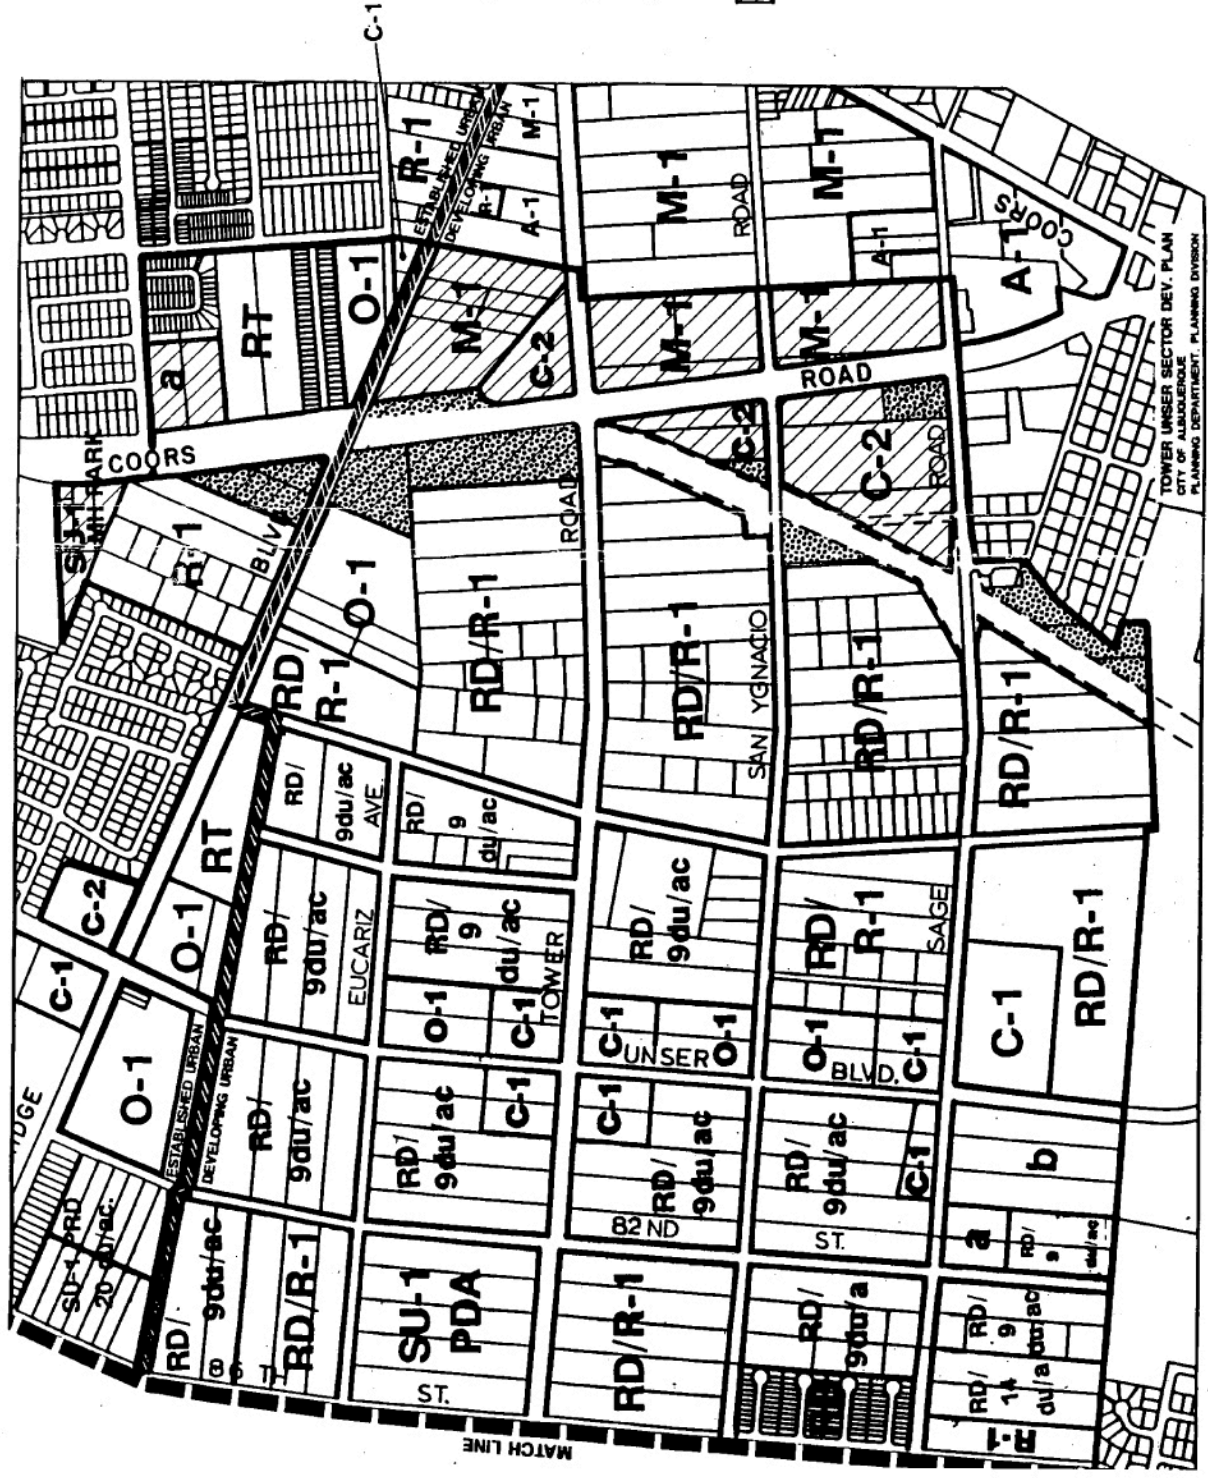 C-1
R-1
ESTABLISHED URBAN
DEVELOPING URBAN
M-1
R-1
A-1
M-1
ROAD
M-1
A-1
COORS
A-1
a
RT
O-1
M-1
C-2
M-1
M-1
ROAD
COORS
SU-1
MH PARK
R-1
BLVD
O-1
ROAD
C-2
C-2
ROAD
RD/
R-1
RD/R-1
RD/R-1
SAN YGNACIO
RD/R-1
RD/R-1
RT
RD/
9du/ac
AVE.
RD/
9
du/ac
C-2
O-1
RD/
9du/ac
EUCARIZ
RD/
9
du/ac
TOWER
RD/
9du/ac
RD/
R-1
SAGE
RD/R-1
C-1
C-1
O-1
O-1
C-1
C-1
UNSER
O-1
O-1
BLVD.
C-1
ESTABLISHED URBAN
DEVELOPING URBAN
RD/
9du/ac
RD/
9du/ac
C-1
C-1
RD/
9du/ac
RD/
9du/ac
C-1
b
82ND
ST.
SU-1 PRD
20 du/ac.
RD/
9du/ac
RD/R-1
86 TH
SU-1
PDA
ST.
RD/R-1
RD/
9du/a
a
RD/
9
du/ac
RD/
9
du/ac
RD/
14
du/a
MATCH LINE
TOWER UNSER SECTOR DEV. PLAN
CITY OF ALBUQUERQUE
PLANNING DEPARTMENT, PLANNING DIVISION